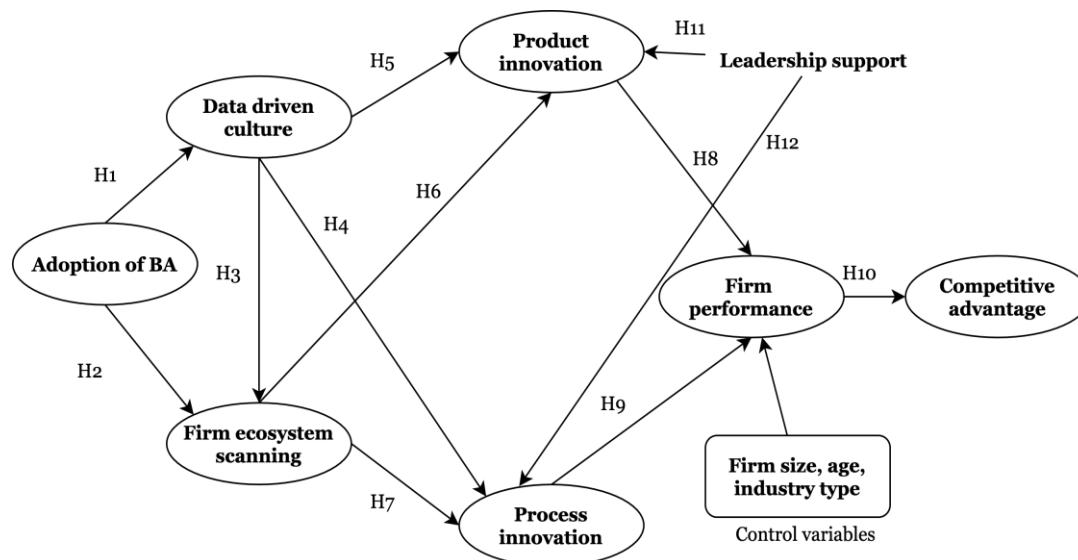 H11
Product
innovation
Leadership support
H5
Data driven
culture
H12
H8
H1
H6
H4
Adoption of BA
H3
H10
Firm
performance
Competitive
advantage
H2
H9
Firm ecosystem
scanning
Firm size, age,
industry type
H7
Process
innovation
Control variables